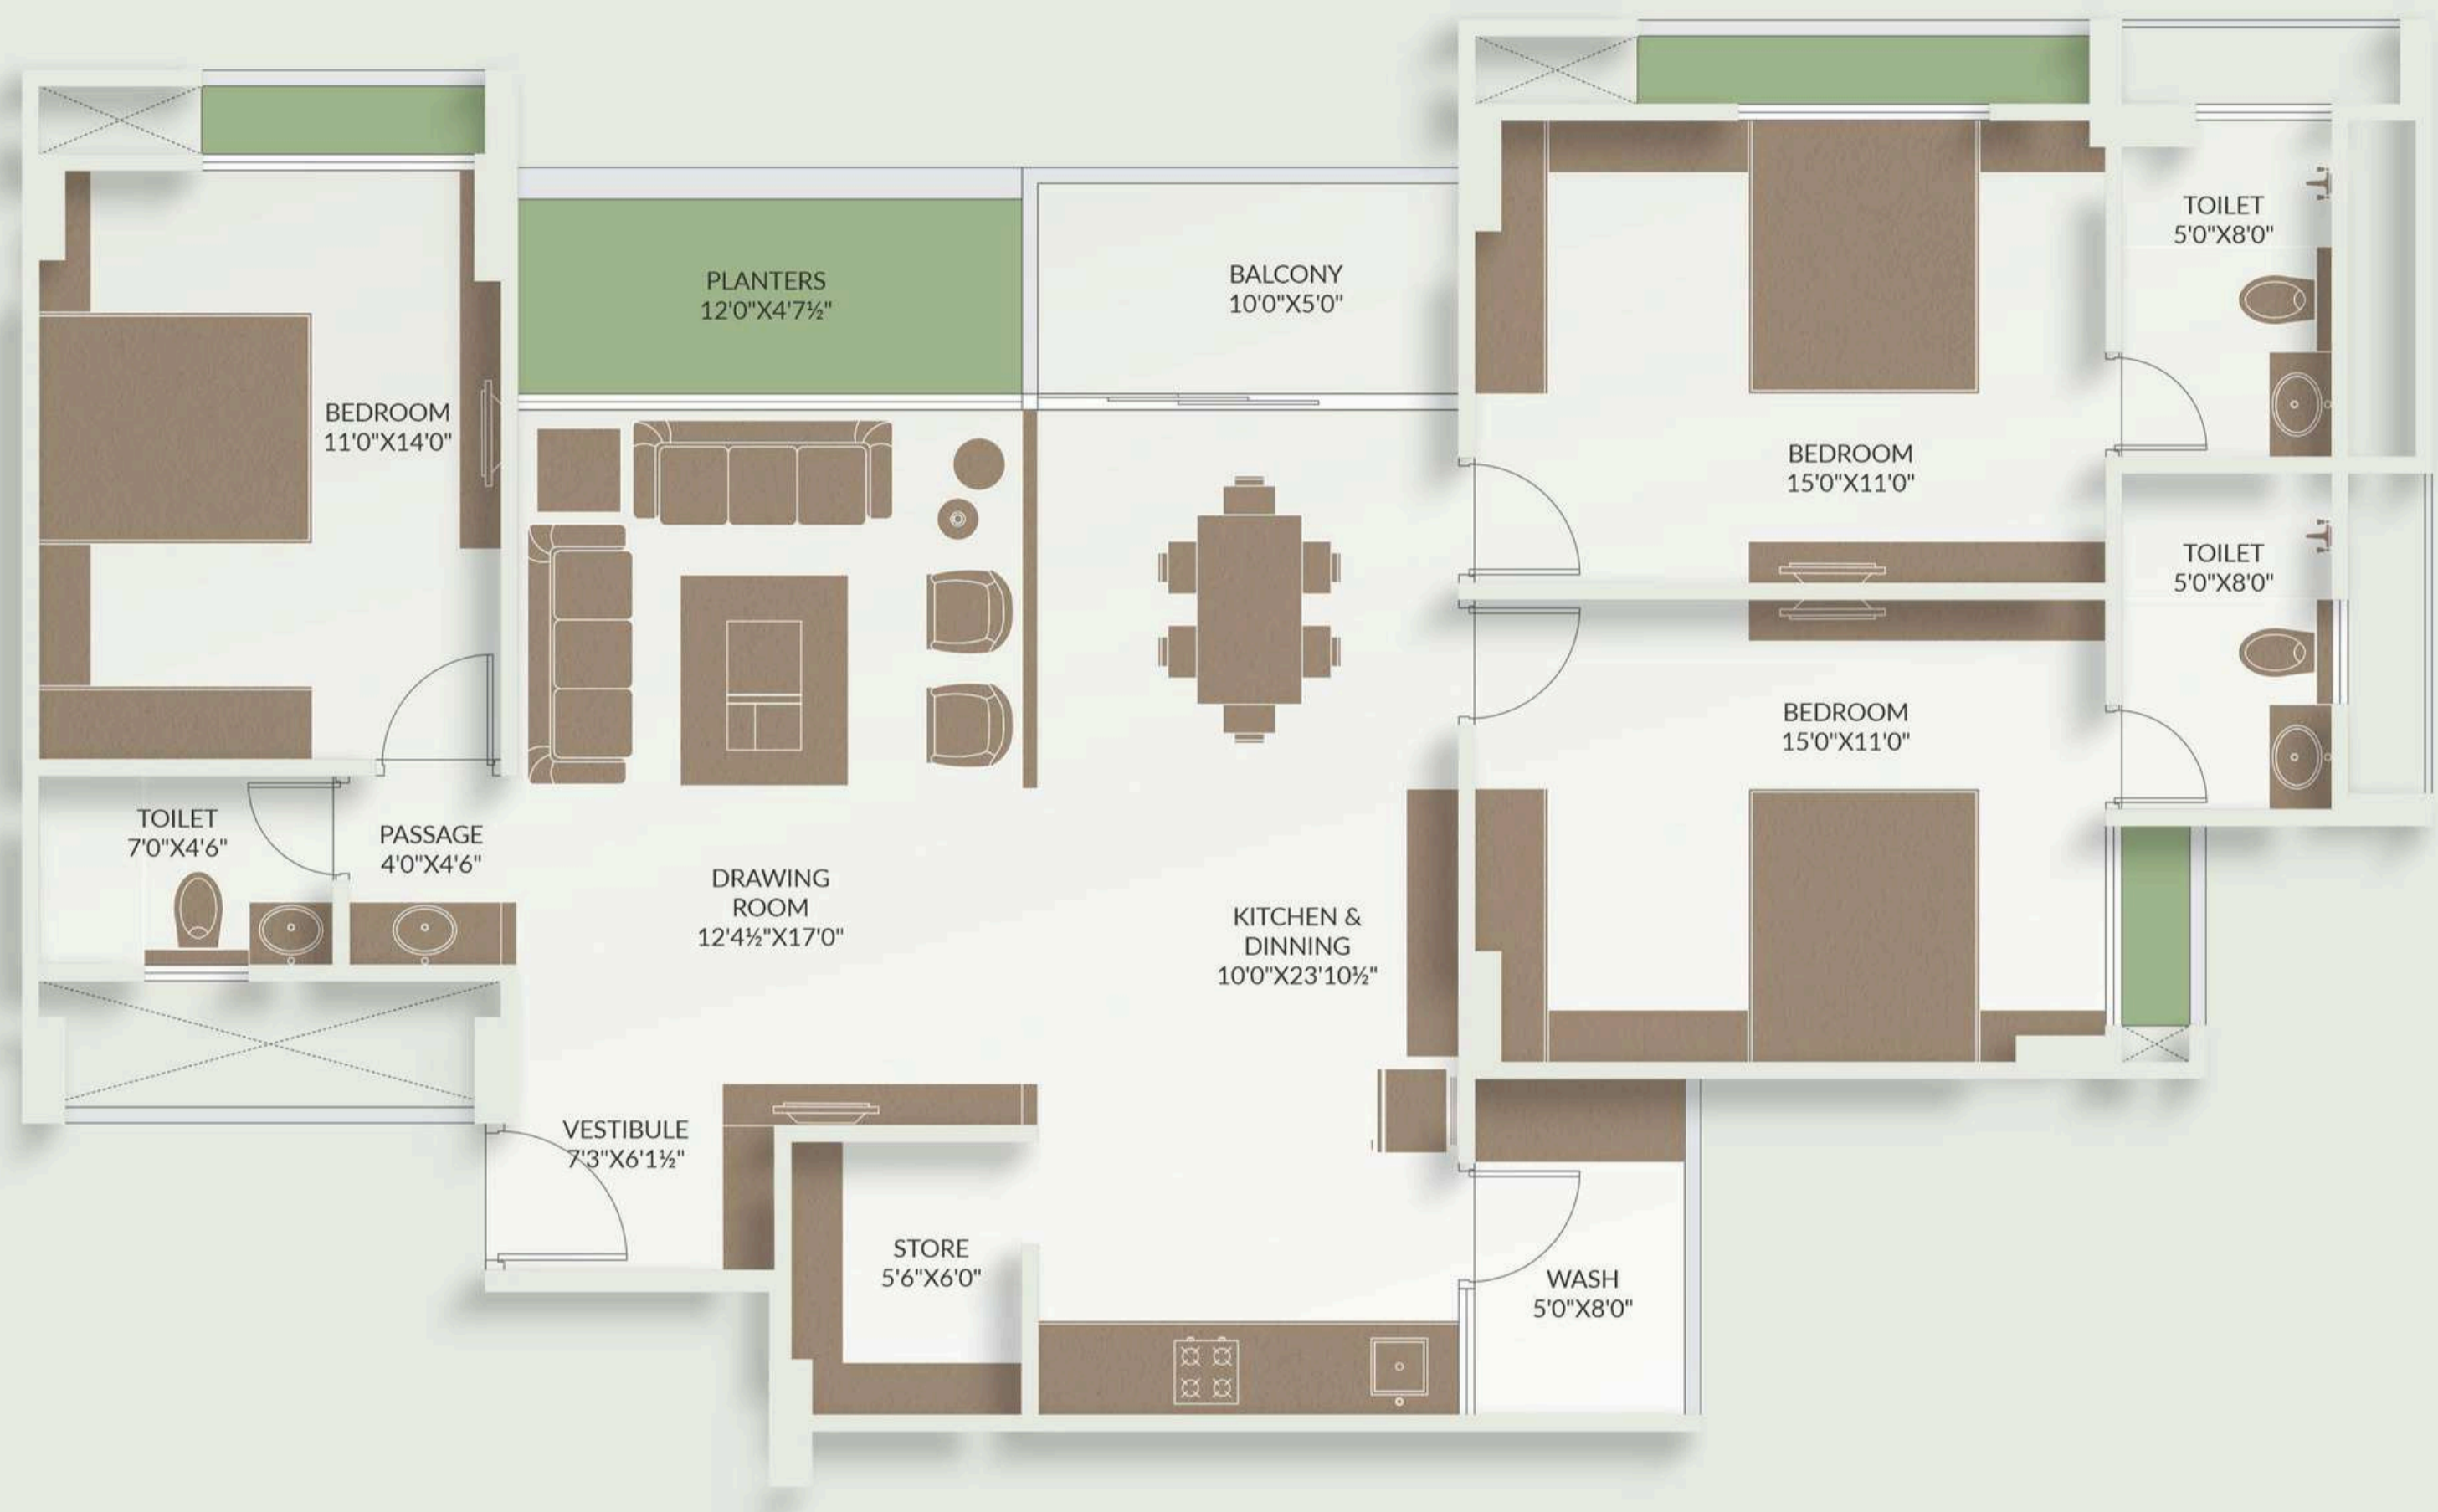 TOILET
5'0"X8'0"
PLANTERS
12'0"X4'7½"
BALCONY
10'0"X5'0"
BEDROOM
11'0"X14'0"
BEDROOM
15'0"X11'0"
TOILET
5'0"X8'0"
BEDROOM
15'0"X11'0"
TOILET
7'0"X4'6"
PASSAGE
4'0"X4'6"
DRAWING
ROOM
12'4½"X17'0"
KITCHEN &
DINNING
10'0"X23'10½"
VESTIBULE
7'3"X6'1½"
STORE
5'6"X6'0"
WASH
5'0"X8'0"